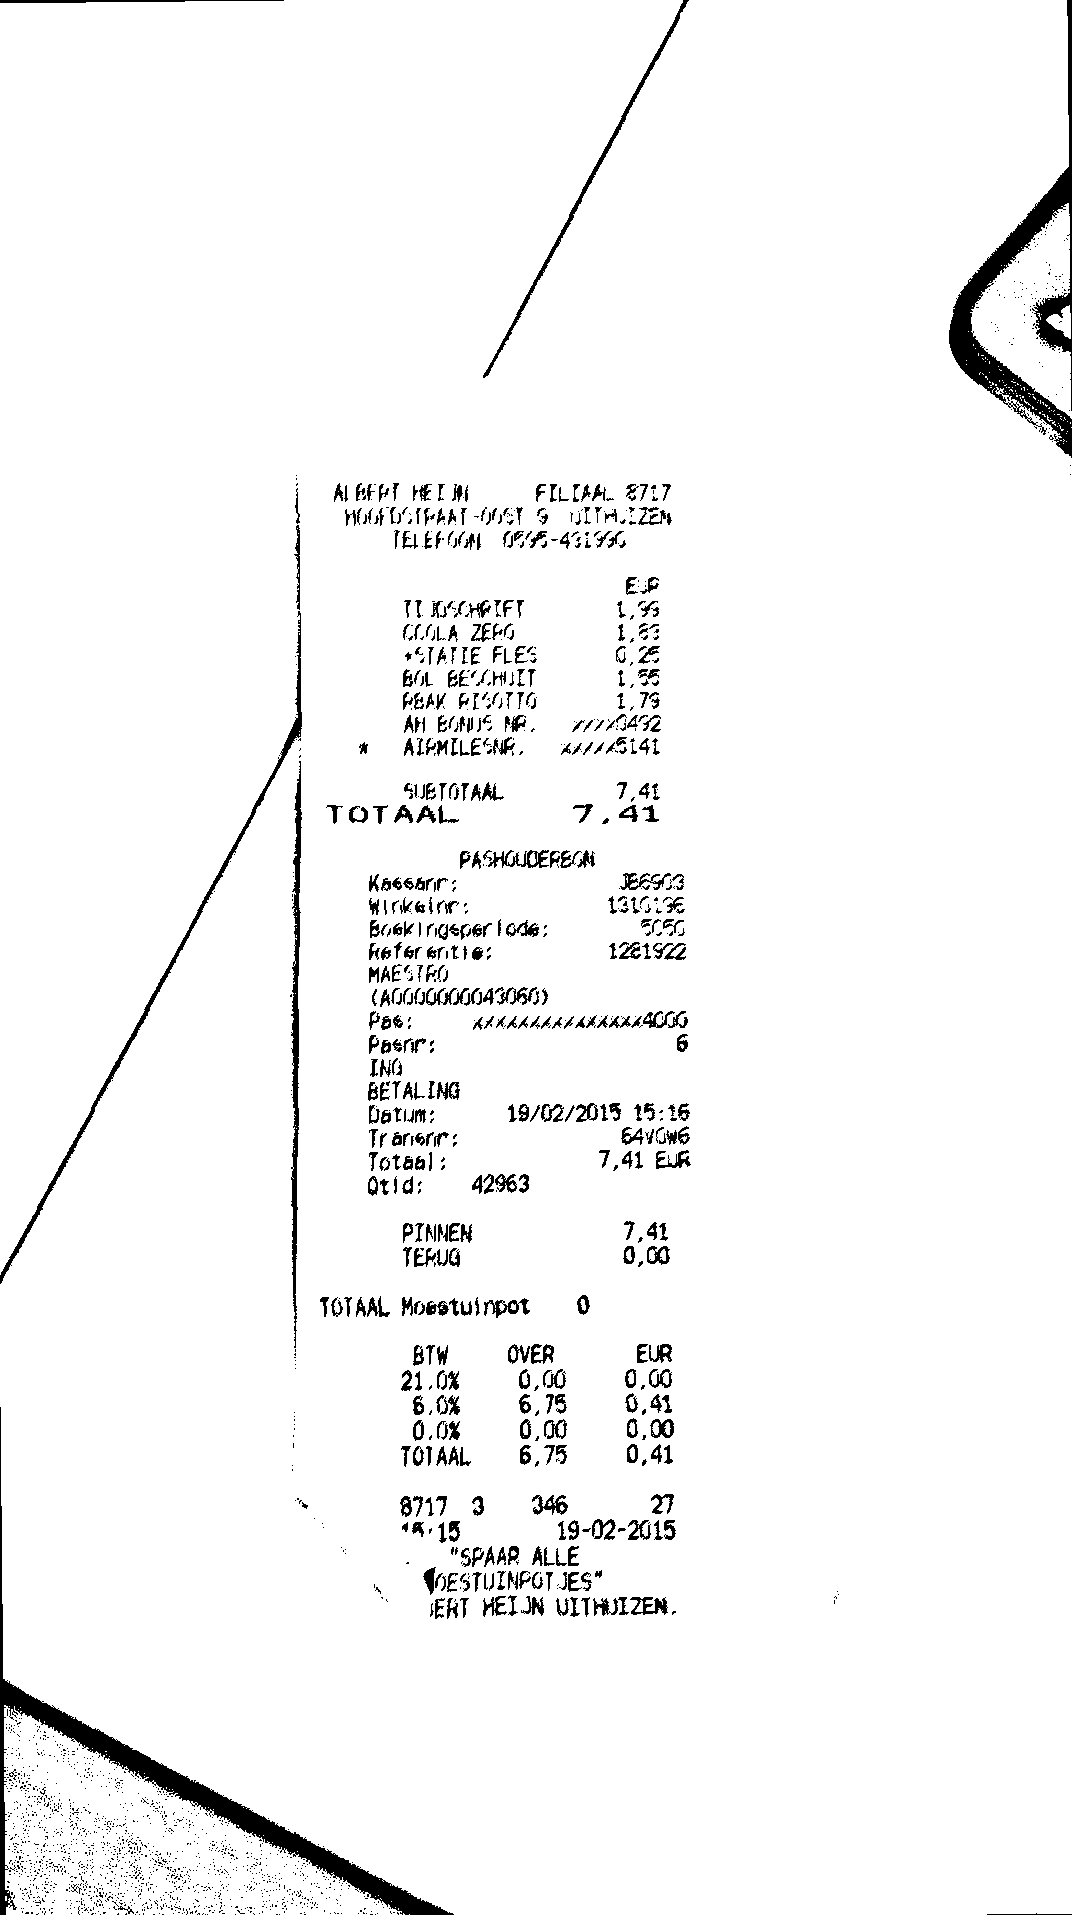 ALBERT HEIJN FILIAAL 8717
HOOFDSTRAAT-OOST 9 UITHUIZEN
TELEFOON 0595-431990
EUR
TIJDSCHRIFT 1,99
CCOLA ZERO 1,83
*STATIE FLES 0,25
BOL BESCHUIT 1,55
RBAK RISOTTO 1,79
AH BONUS NR. xxxx0492
* AIRMILESNR. xxxxx5141
SUBTOTAAL 7,41
TOTAAL 7,41
PASHOUDERBON
Kassanr: JB6903
Winkelnr: 1310196
Boekingsperiode: 5050
Referentie: 1281922
MAESTRO
(A0000000043060)
Pas: xxxxxxxxxxxxxxx4000
Pasnr: 6
ING
BETALING
Datum: 19/02/2015 15:16
Transnr: 64V0W6
Totaal: 7,41 EUR
Qtid: 42963
PINNEN 7,41
TERUG 0,00
TOTAAL Moestuinpot 0
BTW OVER EUR
21.0% 0,00 0,00
6.0% 6,75 0,41
0.0% 0,00 0,00
TOTAAL 6,75 0,41
8717 3 346 27
15:15 19-02-2015
"SPAAR ALLE
OESTUINPOTJES"
ERT HEIJN UITHUIZEN.